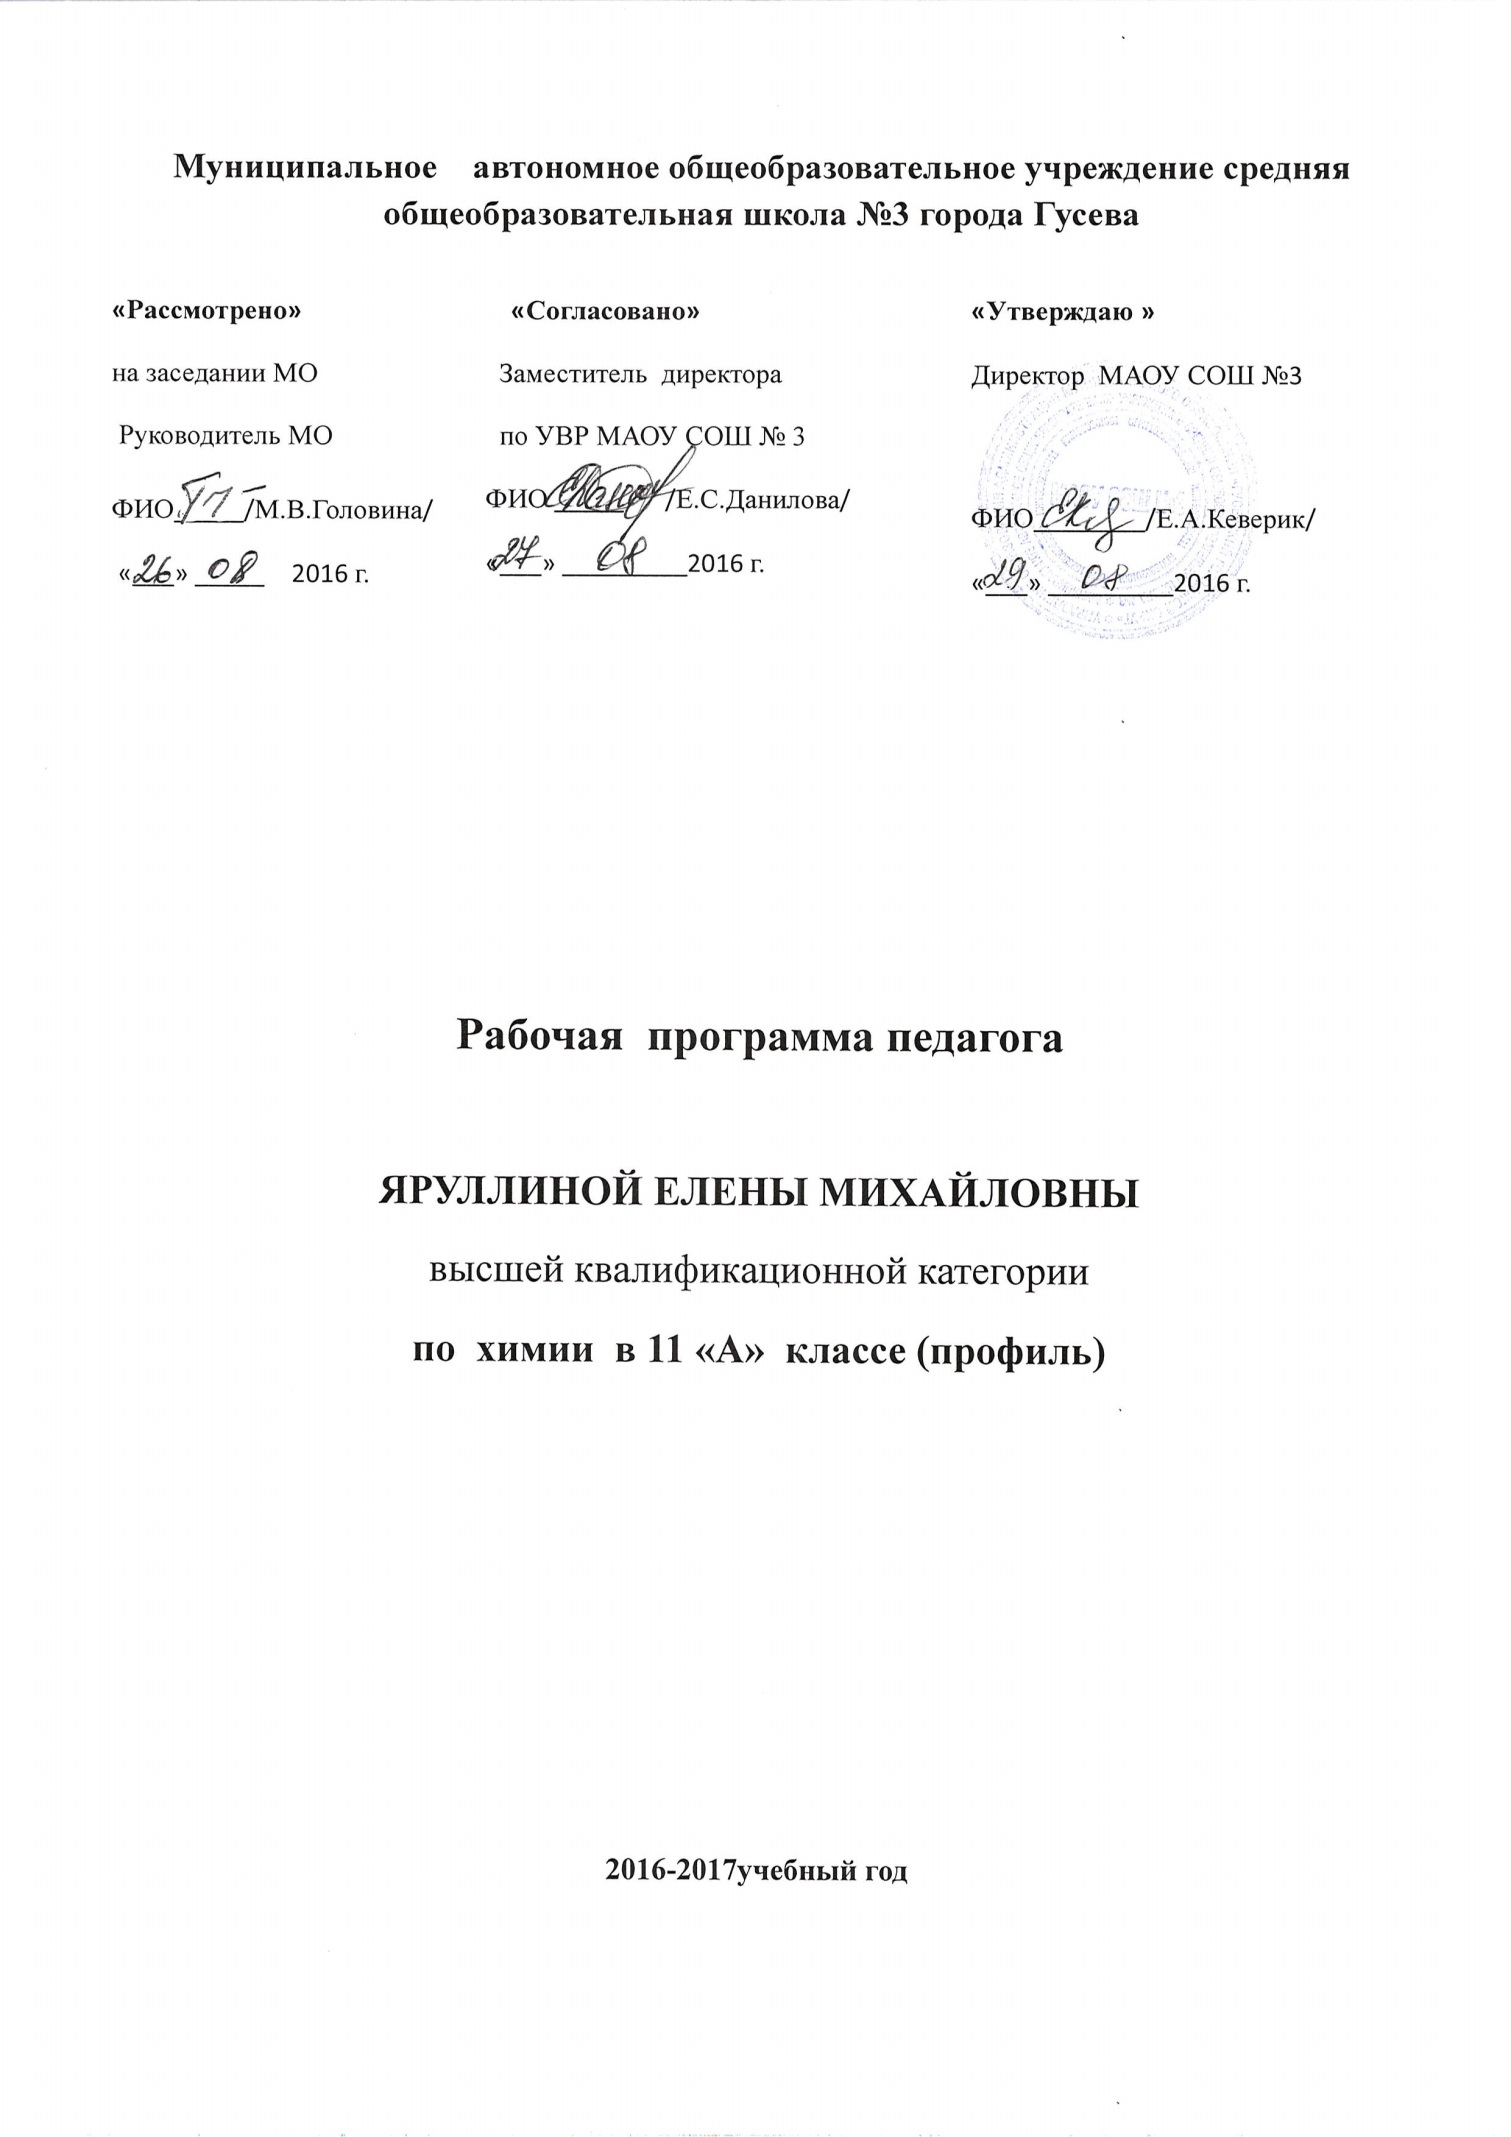 Муниципальное автономное общеобразовательное учреждение средняя
общеобразовательная школа №3 города Гусева
«Рассмотрено»
на заседании МО
Руководитель МО
ФИО_____/М.В.Головина/
«26» 08 2016 г.
«Согласовано»
Заместитель директора
по УВР МАОУ СОШ № 3
ФИО_____/Е.С.Данилова/
«27» 08 2016 г.
«Утверждаю »
Директор МАОУ СОШ №3
ФИО________/Е.А.Кеверик/
«29» 08 2016 г.
Рабочая программа педагога
ЯРУЛЛИНОЙ ЕЛЕНЫ МИХАЙЛОВНЫ
высшей квалификационной категории
по химии в 11 «А» классе (профиль)
2016-2017учебный год